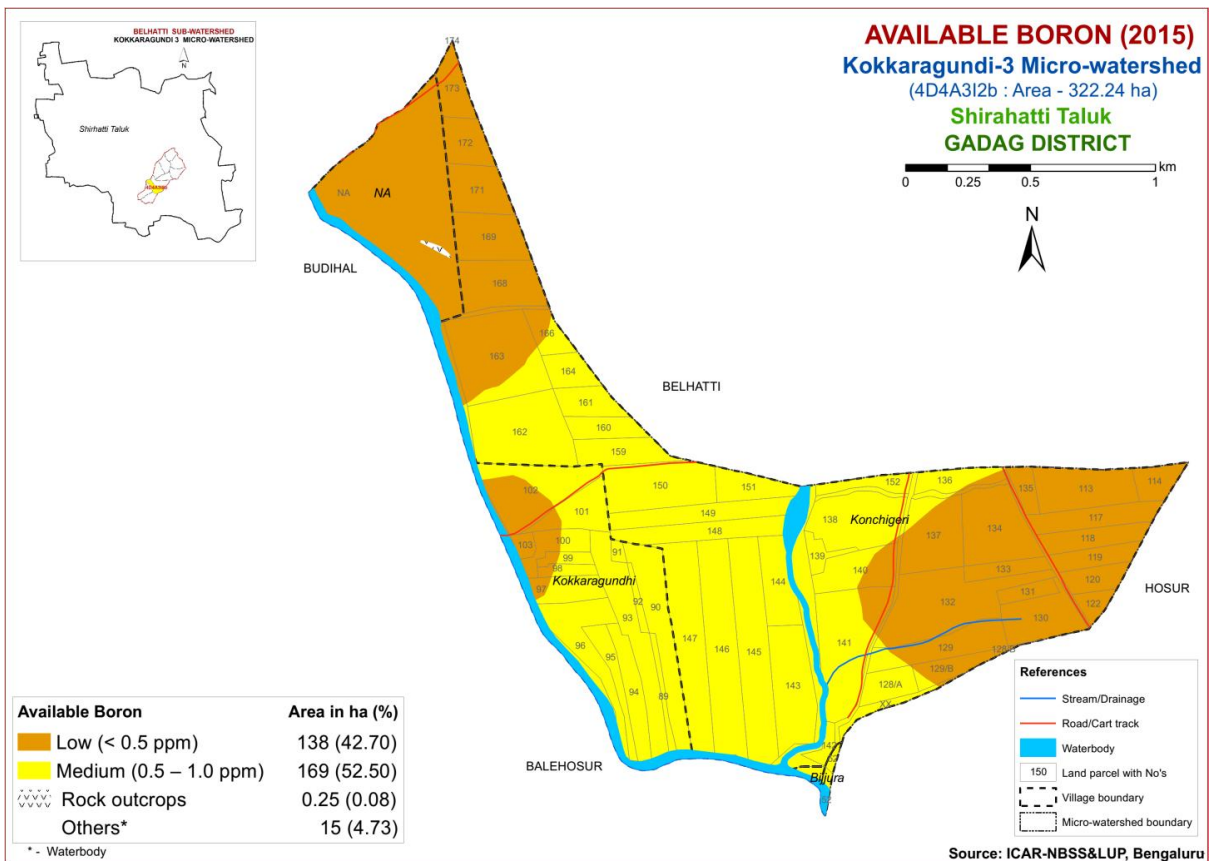 BELHATTI SUB-WATERSHED
KOKKARAGUNDI 3 MICRO-WATERSHED
N
Shirhatti Taluk
AVAILABLE BORON (2015)
Kokkaragundi-3 Micro-watershed
(4D4A3I2b : Area - 322.24 ha)
Shirahatti Taluk
GADAG DISTRICT
km
0 0.25 0.5 1
N
174
173
172
NA NA 171
169
BUDIHAL
168
166
163
164
BELHATTI
161
162 160
159
102 150 151 152 136 135 113 114
101 149 138 Konchigeri 117
148 137 134 118
103 100 91 139 119
99 140 133 120
98 144
Kokkaragundhi
97 92 90 132 131 122 HOSUR
93 130
96 147 146 145 141 129 128/B
95 129/B
94 89 143 128/A
XX
142
BALEHOSUR Biljura
Available Boron Area in ha (%)
Low (< 0.5 ppm) 138 (42.70)
Medium (0.5 – 1.0 ppm) 169 (52.50)
Rock outcrops 0.25 (0.08)
Others* 15 (4.73)
* - Waterbody
References
Stream/Drainage
Road/Cart track
Waterbody
150 Land parcel with No's
Village boundary
Micro-watershed boundary
Source: ICAR-NBSS&LUP, Bengaluru